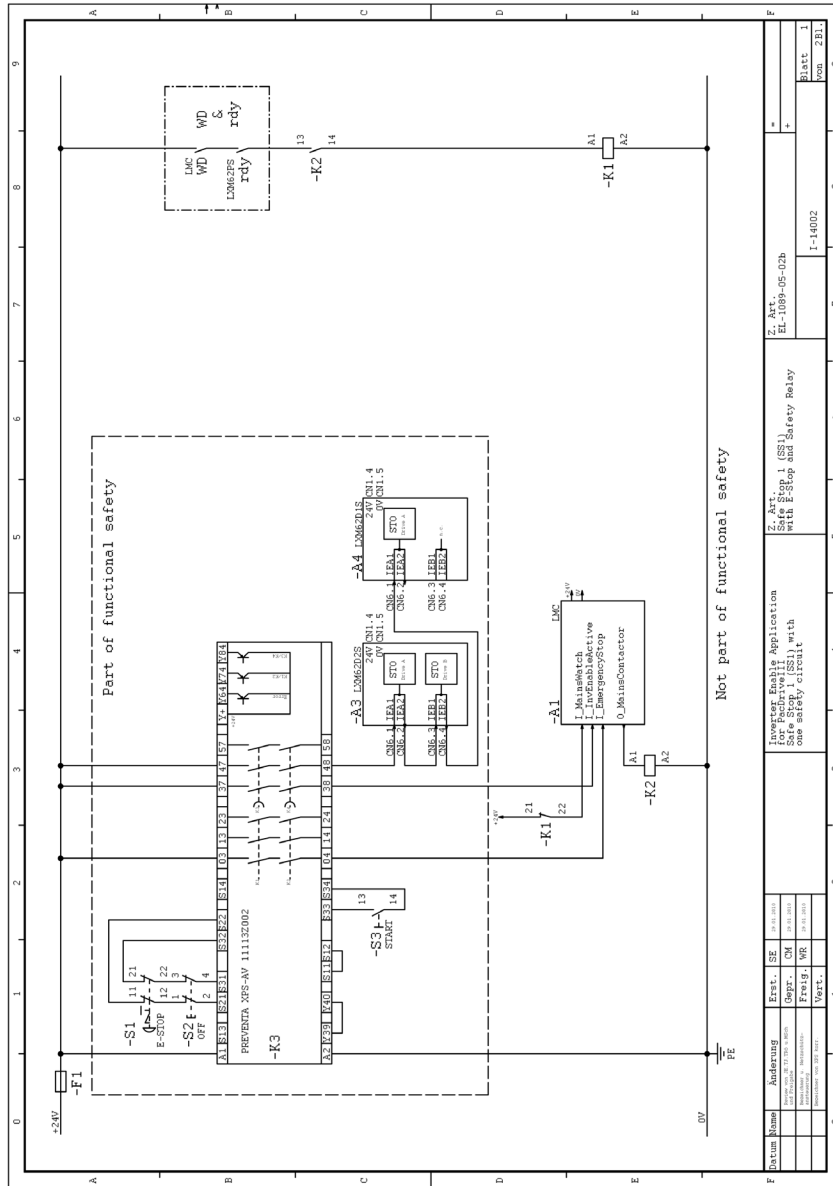 0 1 2 3 4 5 6 7 8 9
A
B
C
D
E
F
+24V
-F1
-S1
E-STOP
11 21
12 22
-S2
OFF
1 3
2 4
Part of functional safety
A1 S13 S21 S31 S32 S22 S14 03 13 23 37 47 57 Y+ Y64 Y74 Y84
PREVENTA XPS-AV 11113Z002
+24V
-K3
A2 Y39 Y40 S11 S12 S33 S34 04 14 24 38 48 58
-S3
START
13
14
-A3 LXM62D2S
24V CN1.4
0V CN1.5
CN6.1 IEA1
CN6.2 IEA2
STO
Drive A
CN6.3 IEB1
CN6.4 IEB2
STO
Drive B
-A4 LXM62D1S
24V CN1.4
0V CN1.5
CN6.1 IEA1
CN6.2 IEA2
STO
Drive A
CN6.3 IEB1
CN6.4 IEB2
LMC
WD
LXM62PS
rdy
WD
&
rdy
13
14
-K2
A1
A2
-K1
+24V
21
22
-K1
-A1
LMC
+24V
0V
I_MainsWatch
I_InvEnableActive
I_EmergencyStop
O_MainsContactor
A1
A2
-K2
Not part of functional safety
0V
PE
Datum Name Änderung
Erst. SE
Gepr. CM
Freig. WR
Vert.
Inverter Enable Application
for PacDriveIII
Safe Stop 1 (SS1) with
one safety circuit
Z. Art.
Safe Stop 1 (SS1)
with E-Stop and Safety Relay
Z. Art.
EL-1089-05-02b
I-14002
=
+
Blatt 1
von 2Bl.